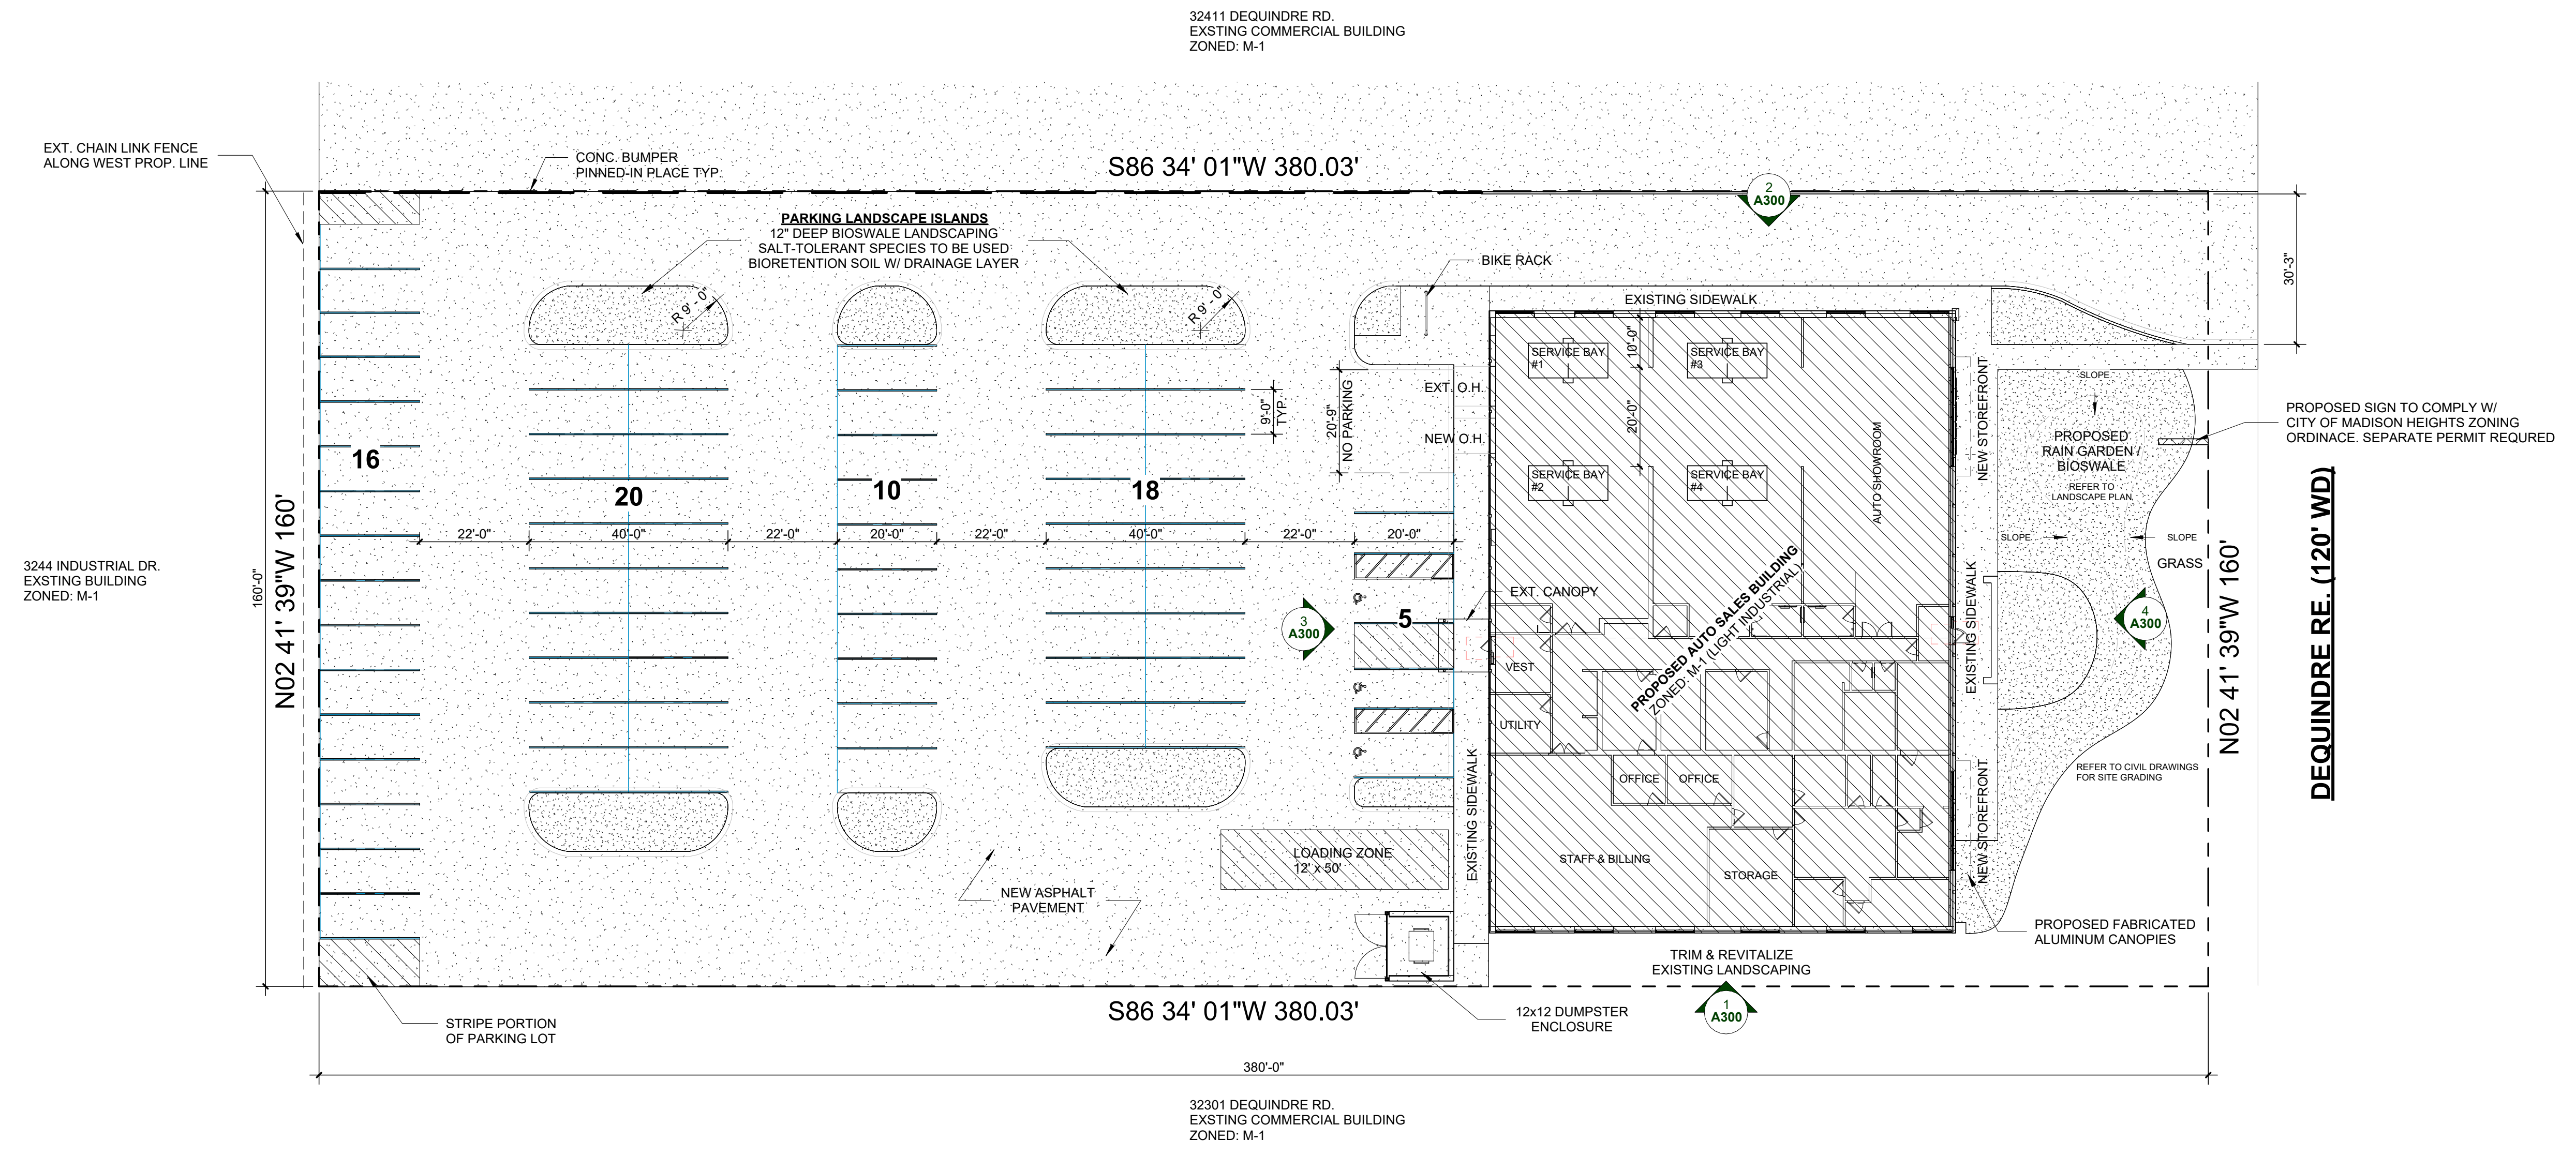 32411 DEQUINDRE RD.
EXSTING COMMERCIAL BUILDING
ZONED: M-1
EXT. CHAIN LINK FENCE
ALONG WEST PROP. LINE
CONC. BUMPER
PINNED-IN PLACE TYP.
S86 34' 01"W 380.03'
2
A300
PARKING LANDSCAPE ISLANDS
12" DEEP BIOSWALE LANDSCAPING
SALT-TOLERANT SPECIES TO BE USED
BIORETENTION SOIL W/ DRAINAGE LAYER
BIKE RACK
30'-3"
R 9' - 0"
R 9' - 0"
EXISTING SIDEWALK
SERVICE BAY
#1
10'-0"
SERVICE BAY
#3
NEW STOREFRONT
SLOPE
EXT. O.H.
9'-0"
TYP.
20'-9"
NO PARKING
20'-0"
AUTO SHOWROOM
PROPOSED SIGN TO COMPLY W/
CITY OF MADISON HEIGHTS ZONING
ORDINACE. SEPARATE PERMIT REQURED
NEW O.H.
PROPOSED
RAIN GARDEN /
BIOSWALE
REFER TO
LANDSCAPE PLAN.
16
20
10
18
SERVICE BAY
#2
SERVICE BAY
#4
22'-0"
40'-0"
22'-0"
20'-0"
22'-0"
40'-0"
22'-0"
20'-0"
SLOPE
SLOPE
GRASS
3244 INDUSTRIAL DR.
EXSTING BUILDING
ZONED: M-1
160'-0"
N02 41' 39"W 160'
EXT. CANOPY
3
A300
5
PROPOSED AUTO SALES BUILDING
ZONED: M-1 (LIGHT INDUSTRIAL)
EXISTING SIDEWALK
4
A300
N02 41' 39"W 160'
DEQUINDRE RE. (120' WD)
VEST
UTILITY
OFFICE
OFFICE
REFER TO CIVIL DRAWINGS
FOR SITE GRADING
EXISTING SIDEWALK
NEW STOREFRONT
LOADING ZONE
12' x 50'
STAFF & BILLING
STORAGE
NEW ASPHALT
PAVEMENT
PROPOSED FABRICATED
ALUMINUM CANOPIES
TRIM & REVITALIZE
EXISTING LANDSCAPING
S86 34' 01"W 380.03'
1
A300
12x12 DUMPSTER
ENCLOSURE
STRIPE PORTION
OF PARKING LOT
380'-0"
32301 DEQUINDRE RD.
EXSTING COMMERCIAL BUILDING
ZONED: M-1